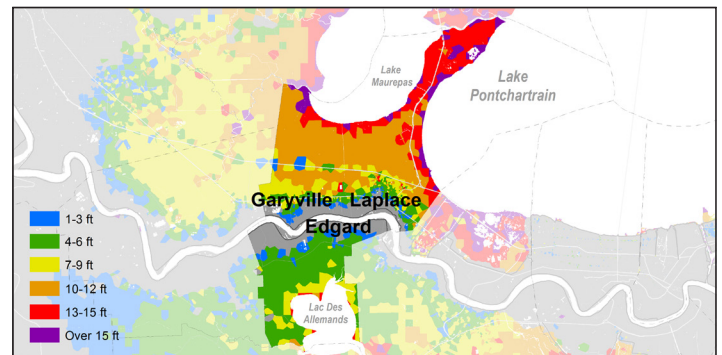 Lake
Maurepas
Lake
Pontchartrain
Garyville Laplace
Edgard
1-3 ft
4-6 ft
7-9 ft
10-12 ft
13-15 ft
Over 15 ft
Lac Des
Allemands